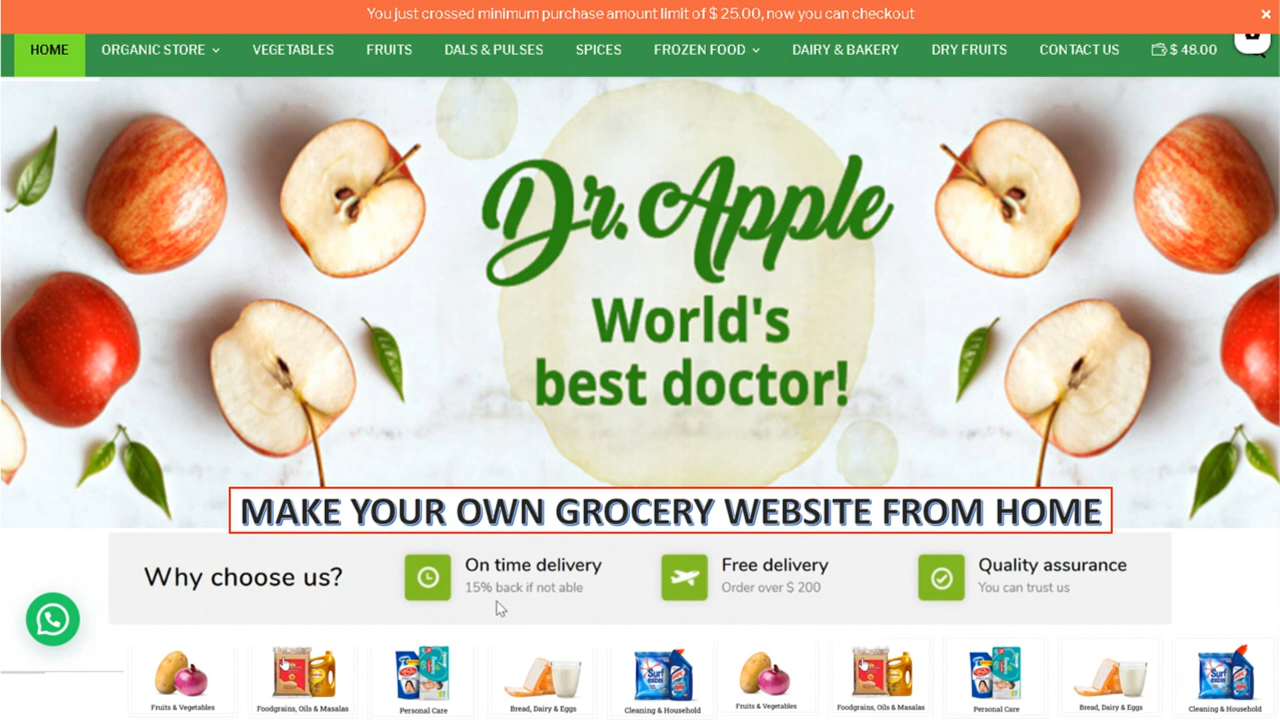 You just crossed minimum purchase amount limit of $ 25.00, now you can checkout ×
HOME ORGANIC STORE VEGETABLES FRUITS DALS & PULSES SPICES FROZEN FOOD DAIRY & BAKERY DRY FRUITS CONTACT US $ 48.00
Dr. Apple
World's
best doctor!
MAKE YOUR OWN GROCERY WEBSITE FROM HOME
Why choose us?
On time delivery
15% back if not able
Free delivery
Order over $ 200
Quality assurance
You can trust us
Surf excel
Surf excel
Fruits & Vegetables
Foodgrains, Oils & Masalas
Personal Care
Bread, Dairy & Eggs
Cleaning & Household
Fruits & Vegetables
Foodgrains, Oils & Masalas
Personal Care
Bread, Dairy & Eggs
Cleaning & Household